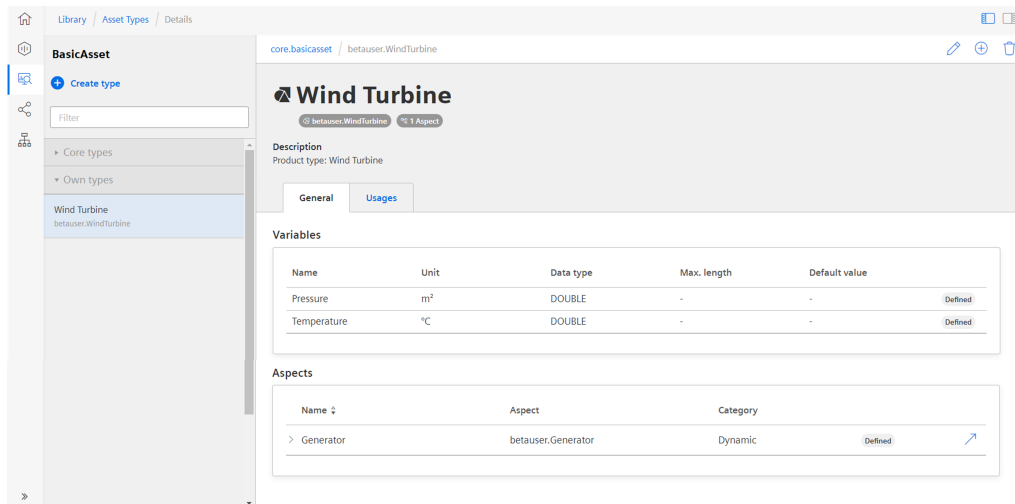 Library / Asset Types / Details
BasicAsset
Create type
Filter
Core types
Own types
Wind Turbine
betauser.WindTurbine
core.basicasset / betauser.WindTurbine
Wind Turbine
betauser.WindTurbine 1 Aspect
Description
Product type: Wind Turbine
General Usages
Variables
Name Unit Data type Max. length Default value
Pressure m² DOUBLE - - Defined
Temperature °C DOUBLE - - Defined
Aspects
Name Aspect Category
Generator betauser.Generator Dynamic Defined